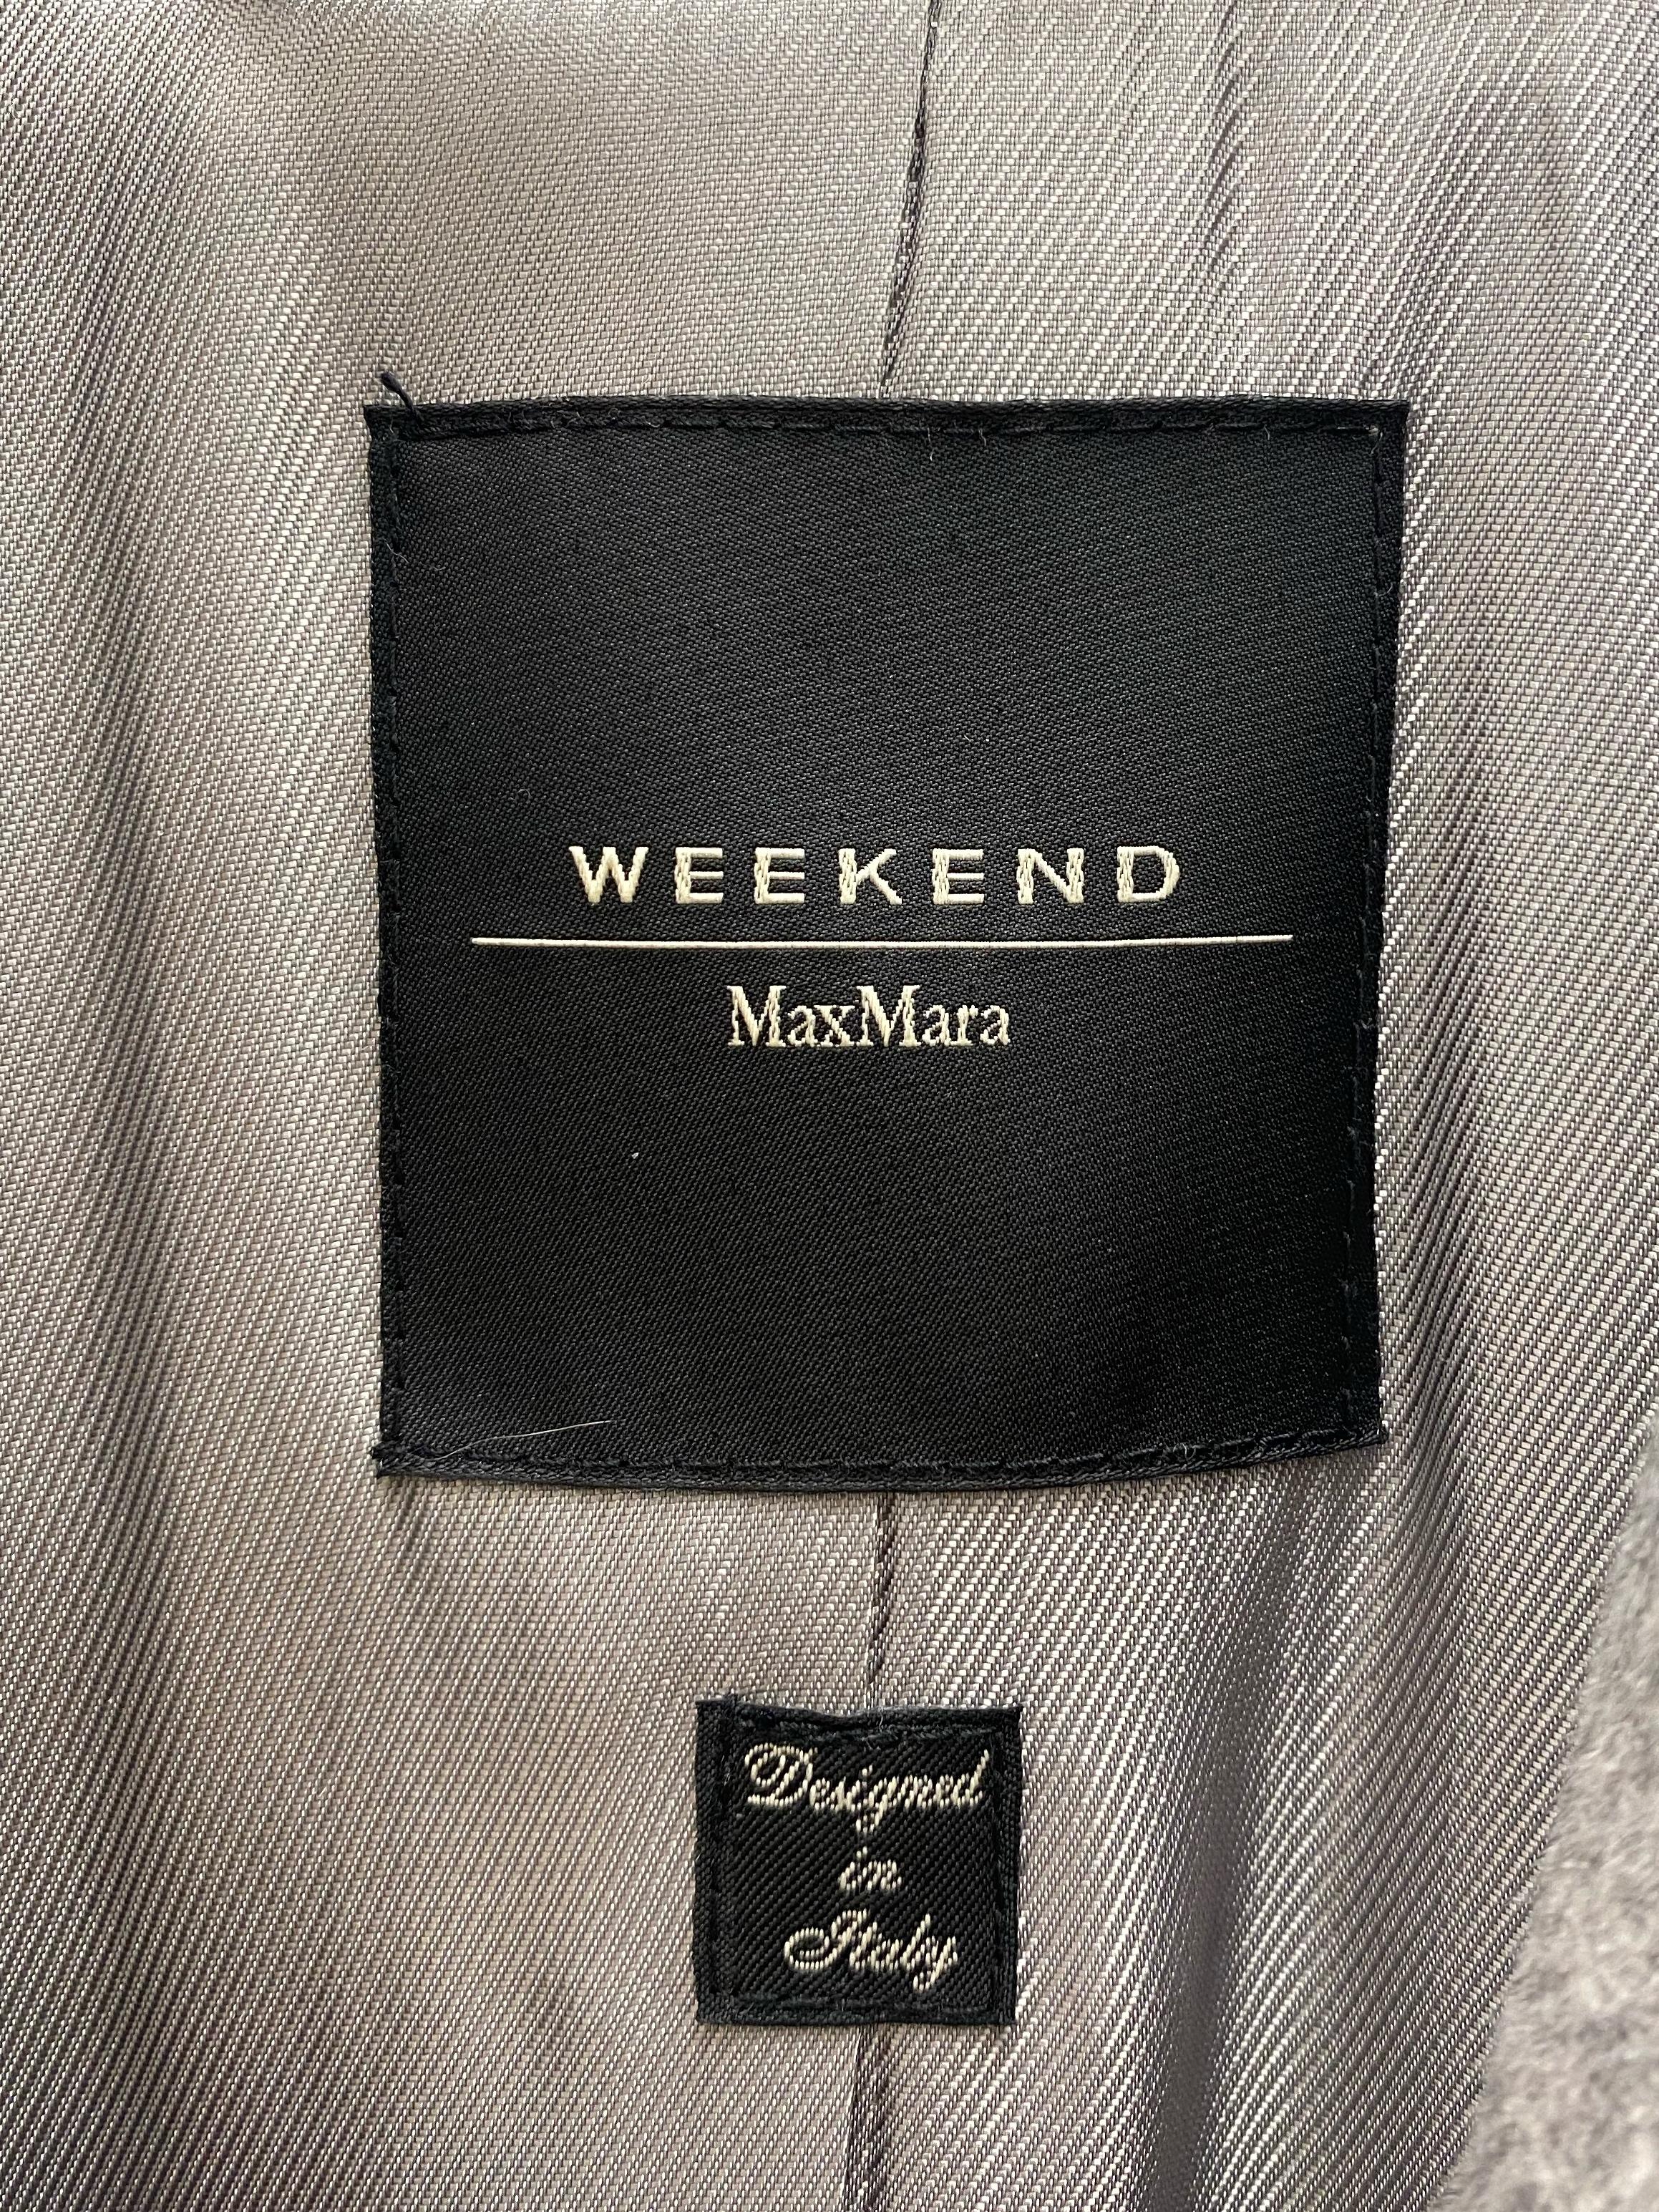 WEEKEND
MaxMara
Designed
in
Italy